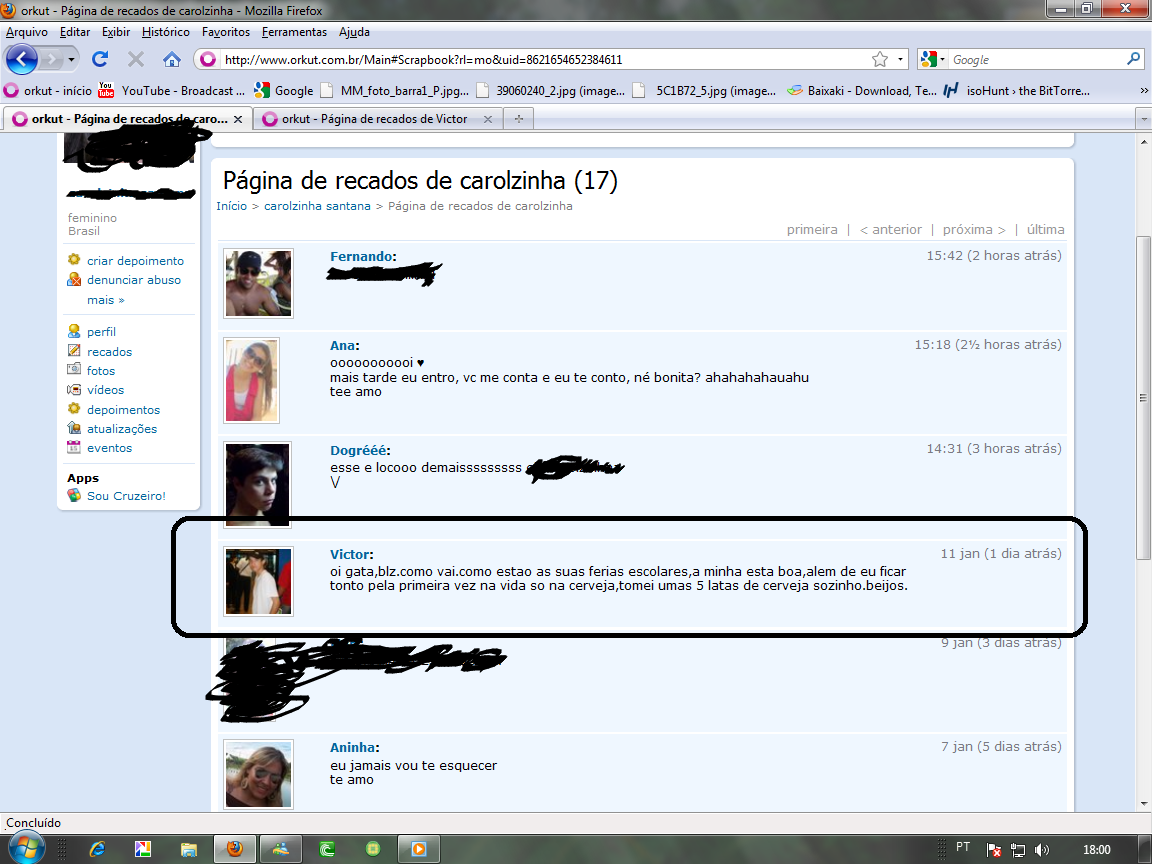 orkut - Página de recados de carolzinha - Mozilla Firefox
Arquivo Editar Exibir Histórico Favoritos Ferramentas Ajuda
http://www.orkut.com.br/Main#Scrapbook?rl=mo&uid=8621654652384611
Google
orkut - início
You Tube
YouTube - Broadcast ...
Google
MM_foto_barra1_P.jpg...
39060240_2.jpg (image...
5C1B72_5.jpg (image...
Baixaki - Download, Te...
isoHunt › the BitTorre...
»
orkut - Página de recados de caro...
orkut - Página de recados de Victor
feminino
Brasil
criar depoimento
denunciar abuso
mais »
perfil
recados
fotos
vídeos
depoimentos
atualizações
eventos
Apps
Sou Cruzeiro!
Página de recados de carolzinha (17)
Início > carolzinha santana > Página de recados de carolzinha
primeira | < anterior | próxima > | última
Fernando:
15:42 (2 horas atrás)
Ana:
15:18 (2½ horas atrás)
ooooooooooi ♥
mais tarde eu entro, vc me conta e eu te conto, né bonita? ahahahahauahu
tee amo
Dogrééé:
14:31 (3 horas atrás)
esse e locooo demaisssssssss
\/
Victor:
11 jan (1 dia atrás)
oi gata,blz.como vai.como estao as suas ferias escolares,a minha esta boa,alem de eu ficar
tonto pela primeira vez na vida so na cerveja,tomei umas 5 latas de cerveja sozinho.beijos.
9 jan (3 dias atrás)
Aninha:
7 jan (5 dias atrás)
eu jamais vou te esquecer
te amo
Concluído
PT
18:00